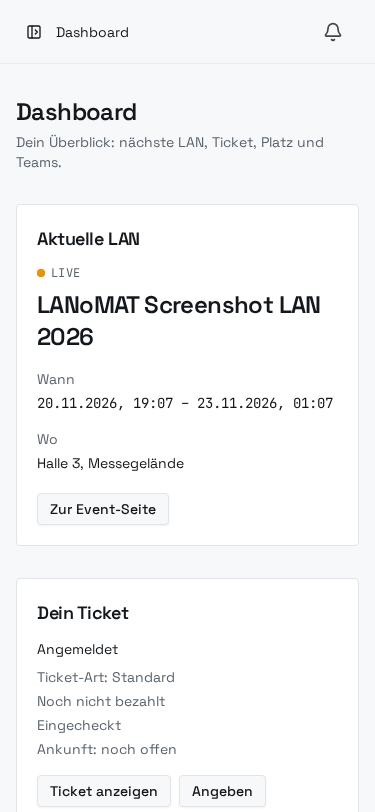 Dashboard
Dashboard
Dein Überblick: nächste LAN, Ticket, Platz und
Teams.
Aktuelle LAN
LIVE
LANoMAT Screenshot LAN
2026
Wann
20.11.2026, 19:07 – 23.11.2026, 01:07
Wo
Halle 3, Messegelände
Zur Event-Seite
Dein Ticket
Angemeldet
Ticket-Art: Standard
Noch nicht bezahlt
Eingecheckt
Ankunft: noch offen
Ticket anzeigen Angeben